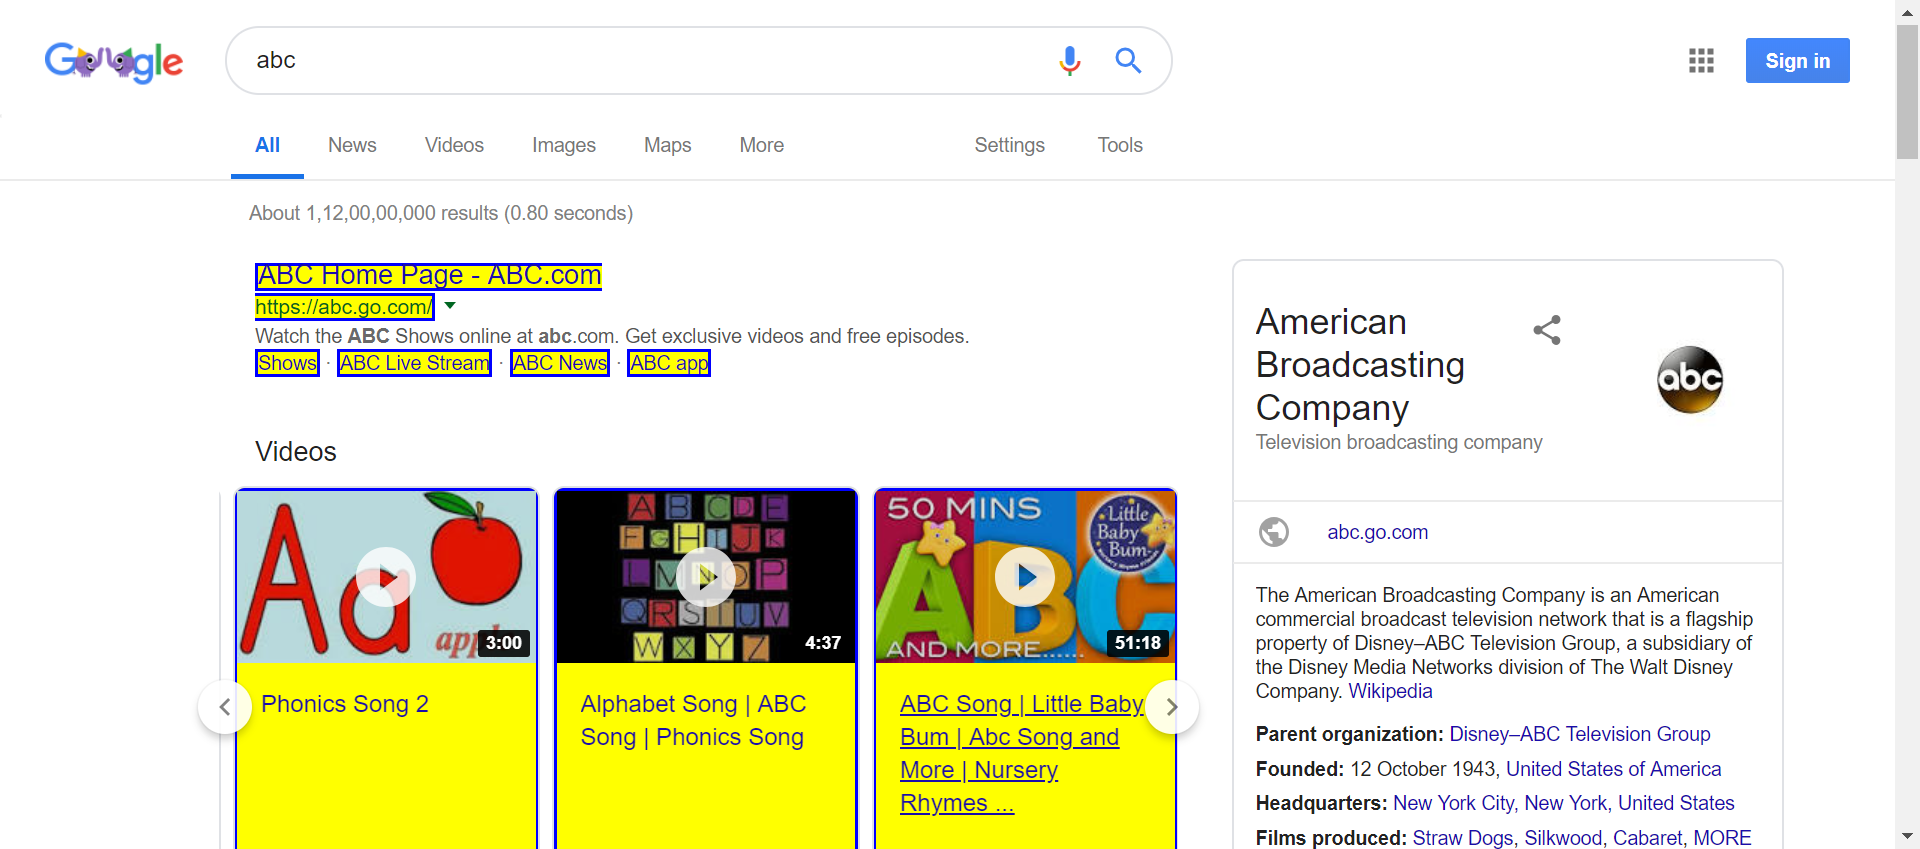 Google
abc
Sign in
All News Videos Images Maps More Settings Tools
About 1,12,00,00,000 results (0.80 seconds)
ABC Home Page - ABC.com
https://abc.go.com/
Watch the ABC Shows online at abc.com. Get exclusive videos and free episodes.
Shows · ABC Live Stream · ABC News · ABC app
Videos
Aa
apple
3:00
Phonics Song 2
ABCDE
FGHIJK
LMNOP
QRSTUV
WXYZ
4:37
Alphabet Song | ABC
Song | Phonics Song
50 MINS
Little
Baby
Bum
ABC
AND MORE......
51:18
ABC Song | Little Baby
Bum | Abc Song and
More | Nursery
Rhymes ...
American
Broadcasting
Company
abc
Television broadcasting company
abc.go.com
The American Broadcasting Company is an American
commercial broadcast television network that is a flagship
property of Disney–ABC Television Group, a subsidiary of
the Disney Media Networks division of The Walt Disney
Company. Wikipedia
Parent organization: Disney–ABC Television Group
Founded: 12 October 1943, United States of America
Headquarters: New York City, New York, United States
Films produced: Straw Dogs, Silkwood, Cabaret, MORE